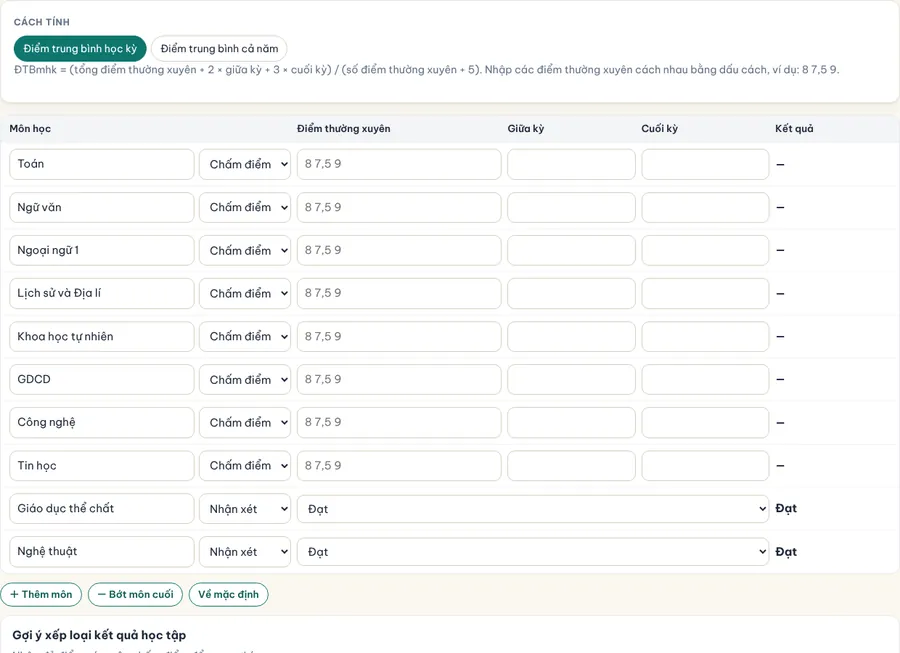 CÁCH TÍNH
Điểm trung bình học kỳ Điểm trung bình cả năm
ĐTBmhk = (tổng điểm thường xuyên + 2 × giữa kỳ + 3 × cuối kỳ) / (số điểm thường xuyên + 5). Nhập các điểm thường xuyên cách nhau bằng dấu cách, ví dụ: 8 7,5 9.
Môn học Điểm thường xuyên Giữa kỳ Cuối kỳ Kết quả
Toán Chấm điểm 8 7,5 9 –
Ngữ văn Chấm điểm 8 7,5 9 –
Ngoại ngữ 1 Chấm điểm 8 7,5 9 –
Lịch sử và Địa lí Chấm điểm 8 7,5 9 –
Khoa học tự nhiên Chấm điểm 8 7,5 9 –
GDCD Chấm điểm 8 7,5 9 –
Công nghệ Chấm điểm 8 7,5 9 –
Tin học Chấm điểm 8 7,5 9 –
Giáo dục thể chất Nhận xét Đạt Đạt
Nghệ thuật Nhận xét Đạt Đạt
+ Thêm môn – Bớt môn cuối Về mặc định
Gợi ý xếp loại kết quả học tập